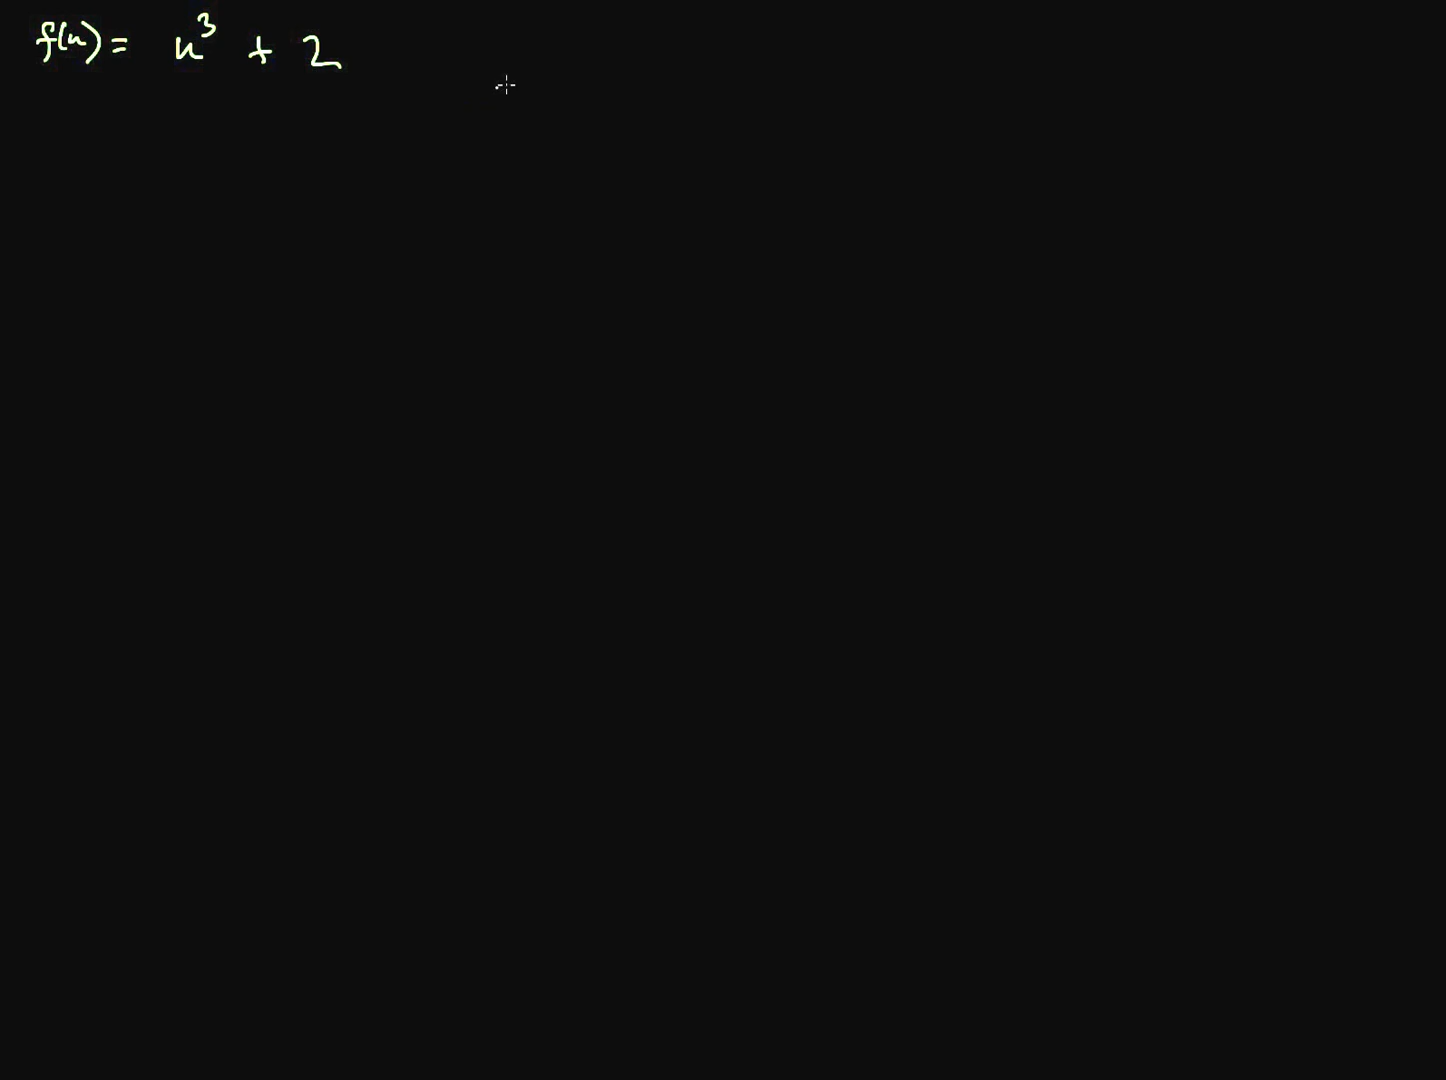 f(x) = x³ + 2